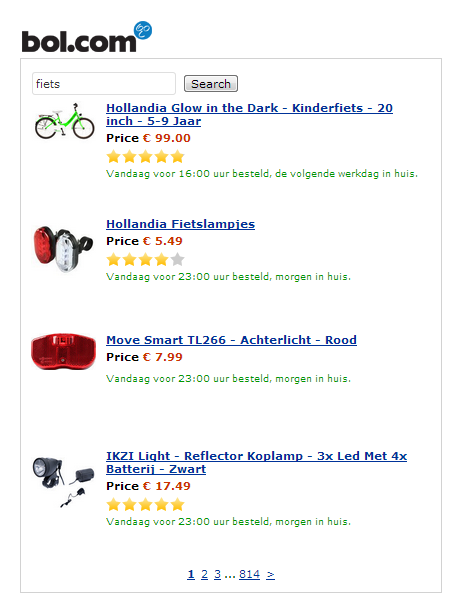 bol.com
fiets
Search
Hollandia Glow in the Dark - Kinderfiets - 20
inch - 5-9 Jaar
Price € 99.00
Vandaag voor 16:00 uur besteld, de volgende werkdag in huis.
Hollandia Fietslampjes
Price € 5.49
Vandaag voor 23:00 uur besteld, morgen in huis.
Move Smart TL266 - Achterlicht - Rood
Price € 7.99
Vandaag voor 23:00 uur besteld, morgen in huis.
IKZI Light - Reflector Koplamp - 3x Led Met 4x
Batterij - Zwart
Price € 17.49
Vandaag voor 23:00 uur besteld, morgen in huis.
1 2 3 ... 814 >